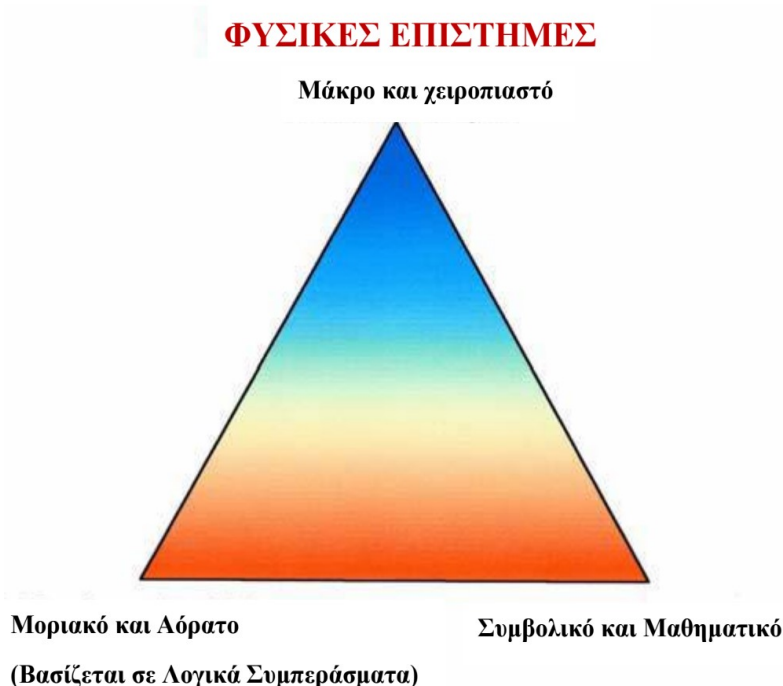 ΦΥΣΙΚΕΣ ΕΠΙΣΤΗΜΕΣ
Μάκρο και χειροπιαστό
Μοριακό και Αόρατο
Συμβολικό και Μαθηματικό
(Βασίζεται σε Λογικά Συμπεράσματα)